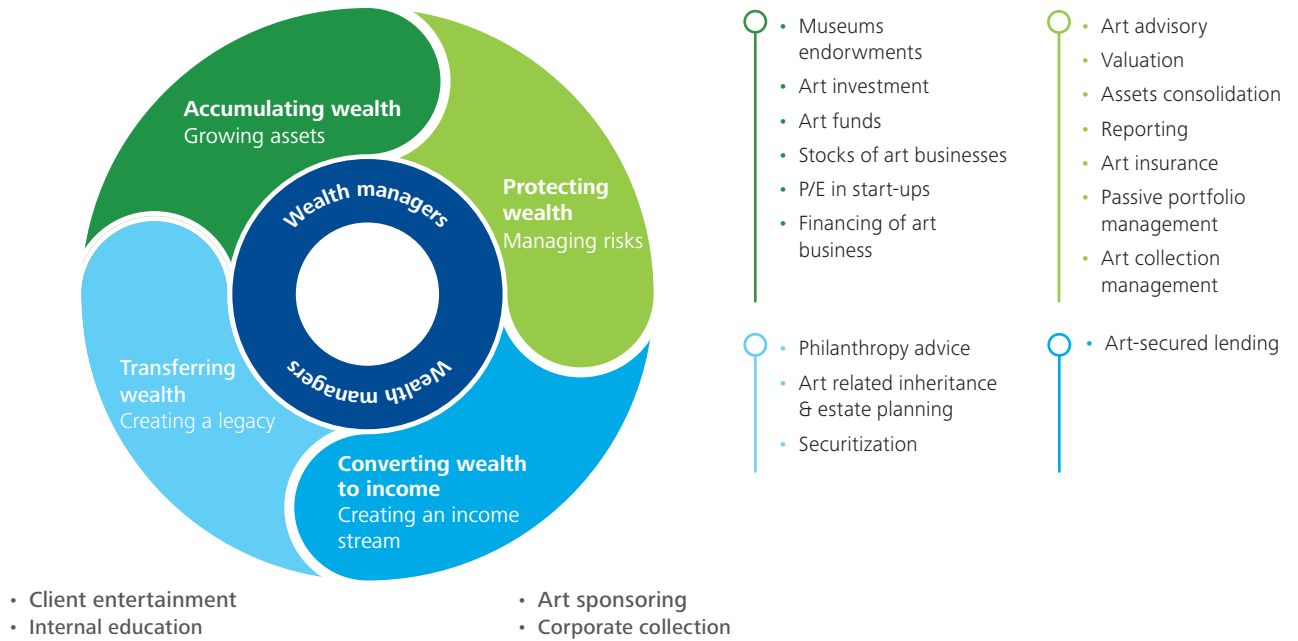 Accumulating wealth
Growing assets
Protecting
wealth
Managing risks
Wealth managers
Wealth managers
Transferring
wealth
Creating a legacy
Converting wealth
to income
Creating an income
stream
• Museums
endorwments
• Art investment
• Art funds
• Stocks of art businesses
• P/E in start-ups
• Financing of art
business
• Art advisory
• Valuation
• Assets consolidation
• Reporting
• Art insurance
• Passive portfolio
management
• Art collection
management
• Philanthropy advice
• Art related inheritance
& estate planning
• Securitization
• Art-secured lending
• Client entertainment
• Internal education
• Art sponsoring
• Corporate collection